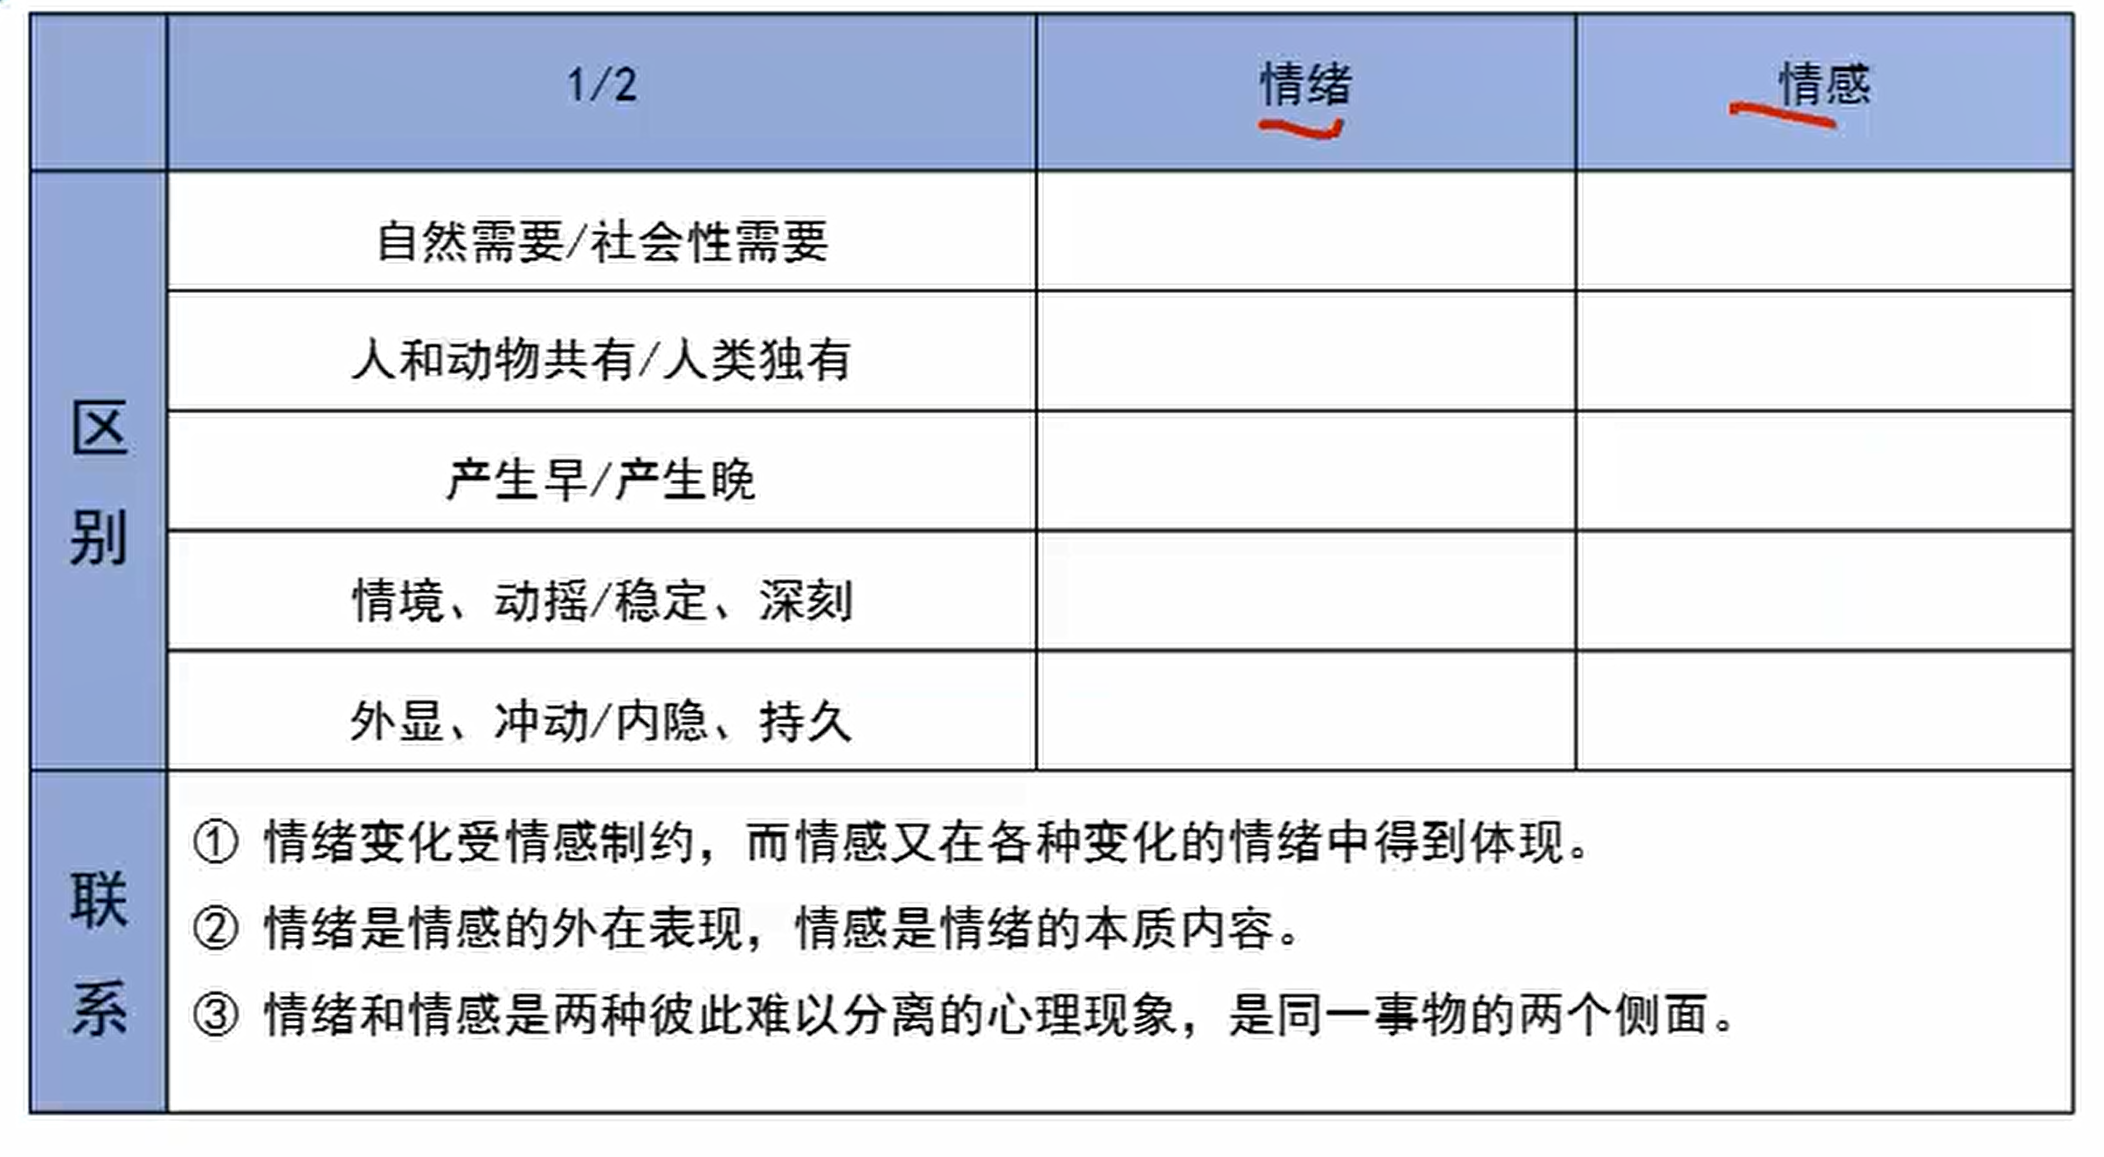 1/2 情绪 情感
区别
自然需要/社会性需要
人和动物共有/人类独有
产生早/产生晚
情境、动摇/稳定、深刻
外显、冲动/内隐、持久
联系
① 情绪变化受情感制约，而情感又在各种变化的情绪中得到体现。
② 情绪是情感的外在表现，情感是情绪的本质内容。
③ 情绪和情感是两种彼此难以分离的心理现象，是同一事物的两个侧面。